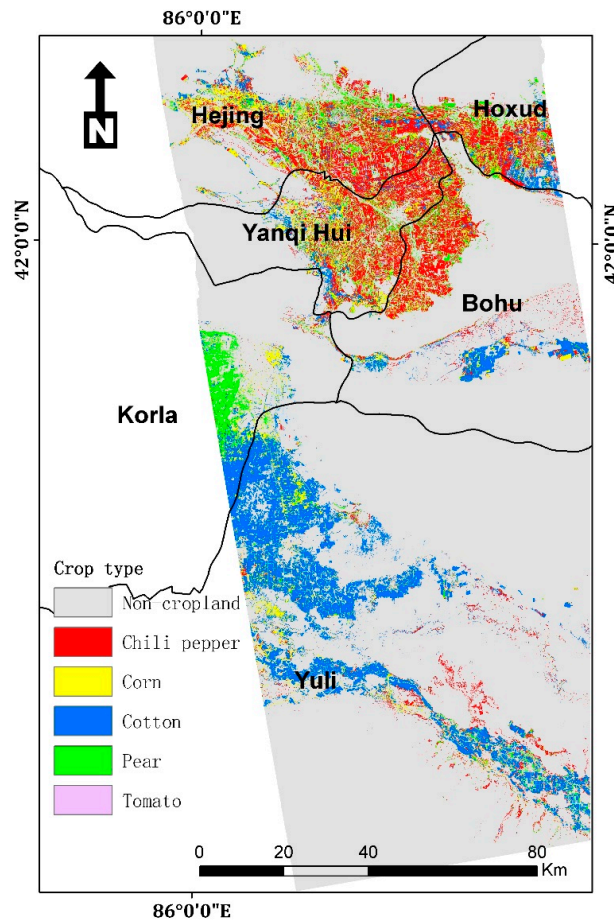 86°0'0"E
N
Hejing
Hoxud
42°0'0"N
42°0'0"N
Yanqi Hui
Bohu
Korla
Crop type
Non-cropland
Chili pepper
Corn
Cotton
Pear
Tomato
Yuli
0 20 40 60 80
Km
86°0'0"E